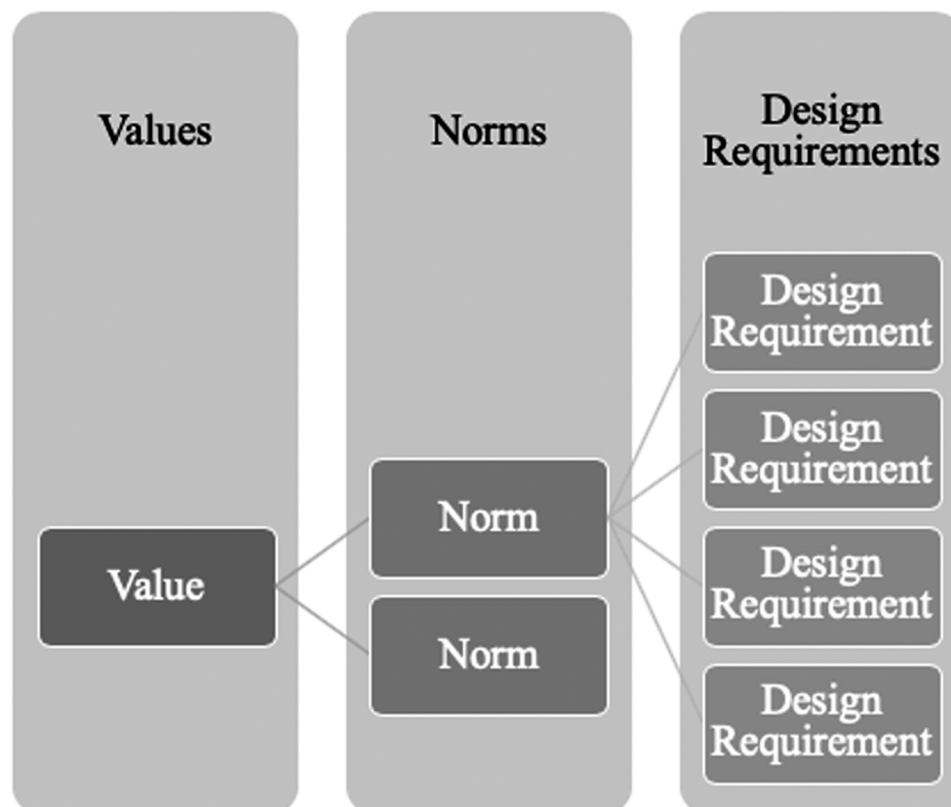 Values
Norms
Design
Requirements
Value
Norm
Norm
Design
Requirement
Design
Requirement
Design
Requirement
Design
Requirement